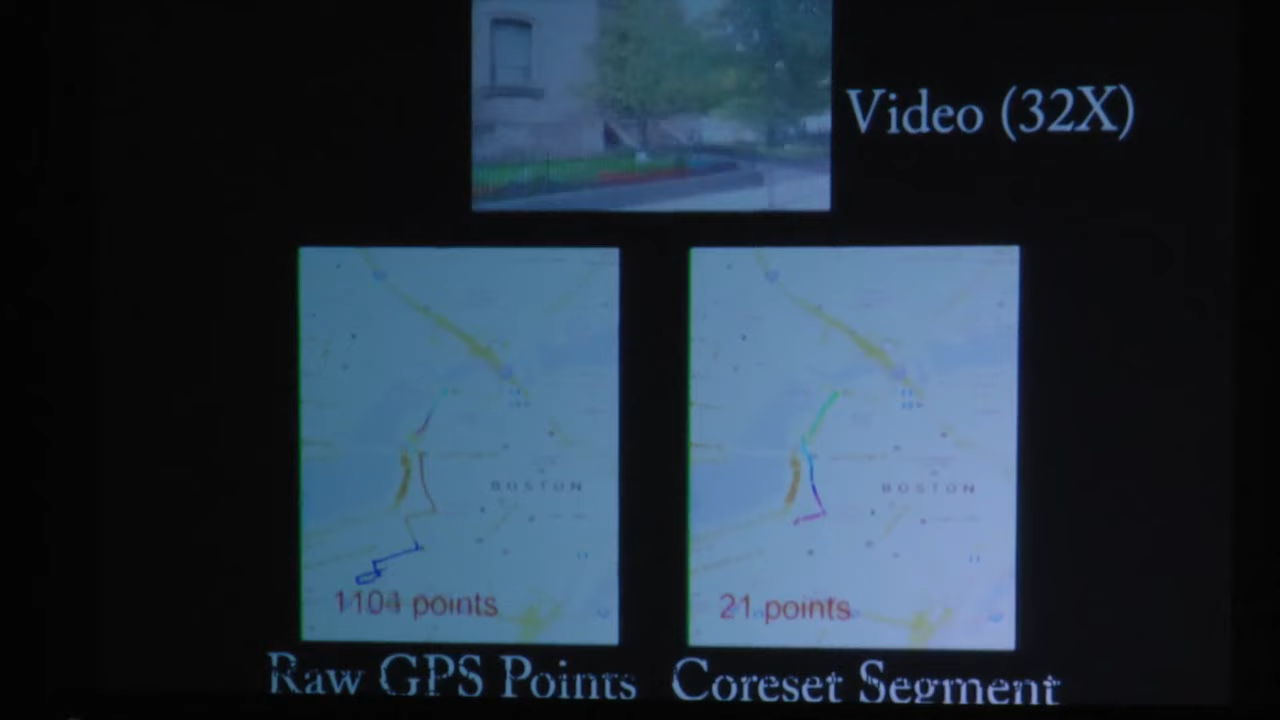 Video (32X)
BOSTON
BOSTON
1104 points
21 points
Raw GPS Points
Coreset Segment